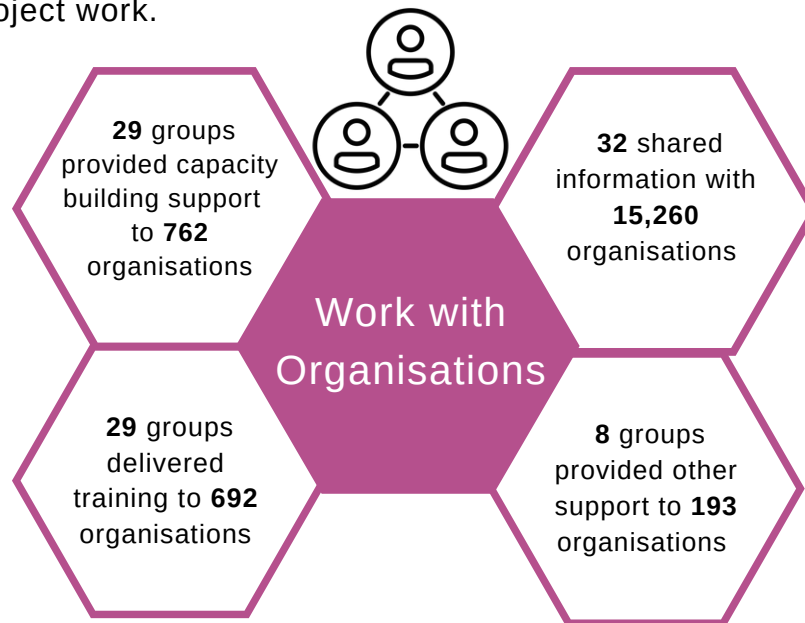 oject work.
29 groups
provided capacity
building support
to 762
organisations
32 shared
information with
15,260
organisations
Work with
Organisations
29 groups
delivered
training to 692
organisations
8 groups
provided other
support to 193
organisations